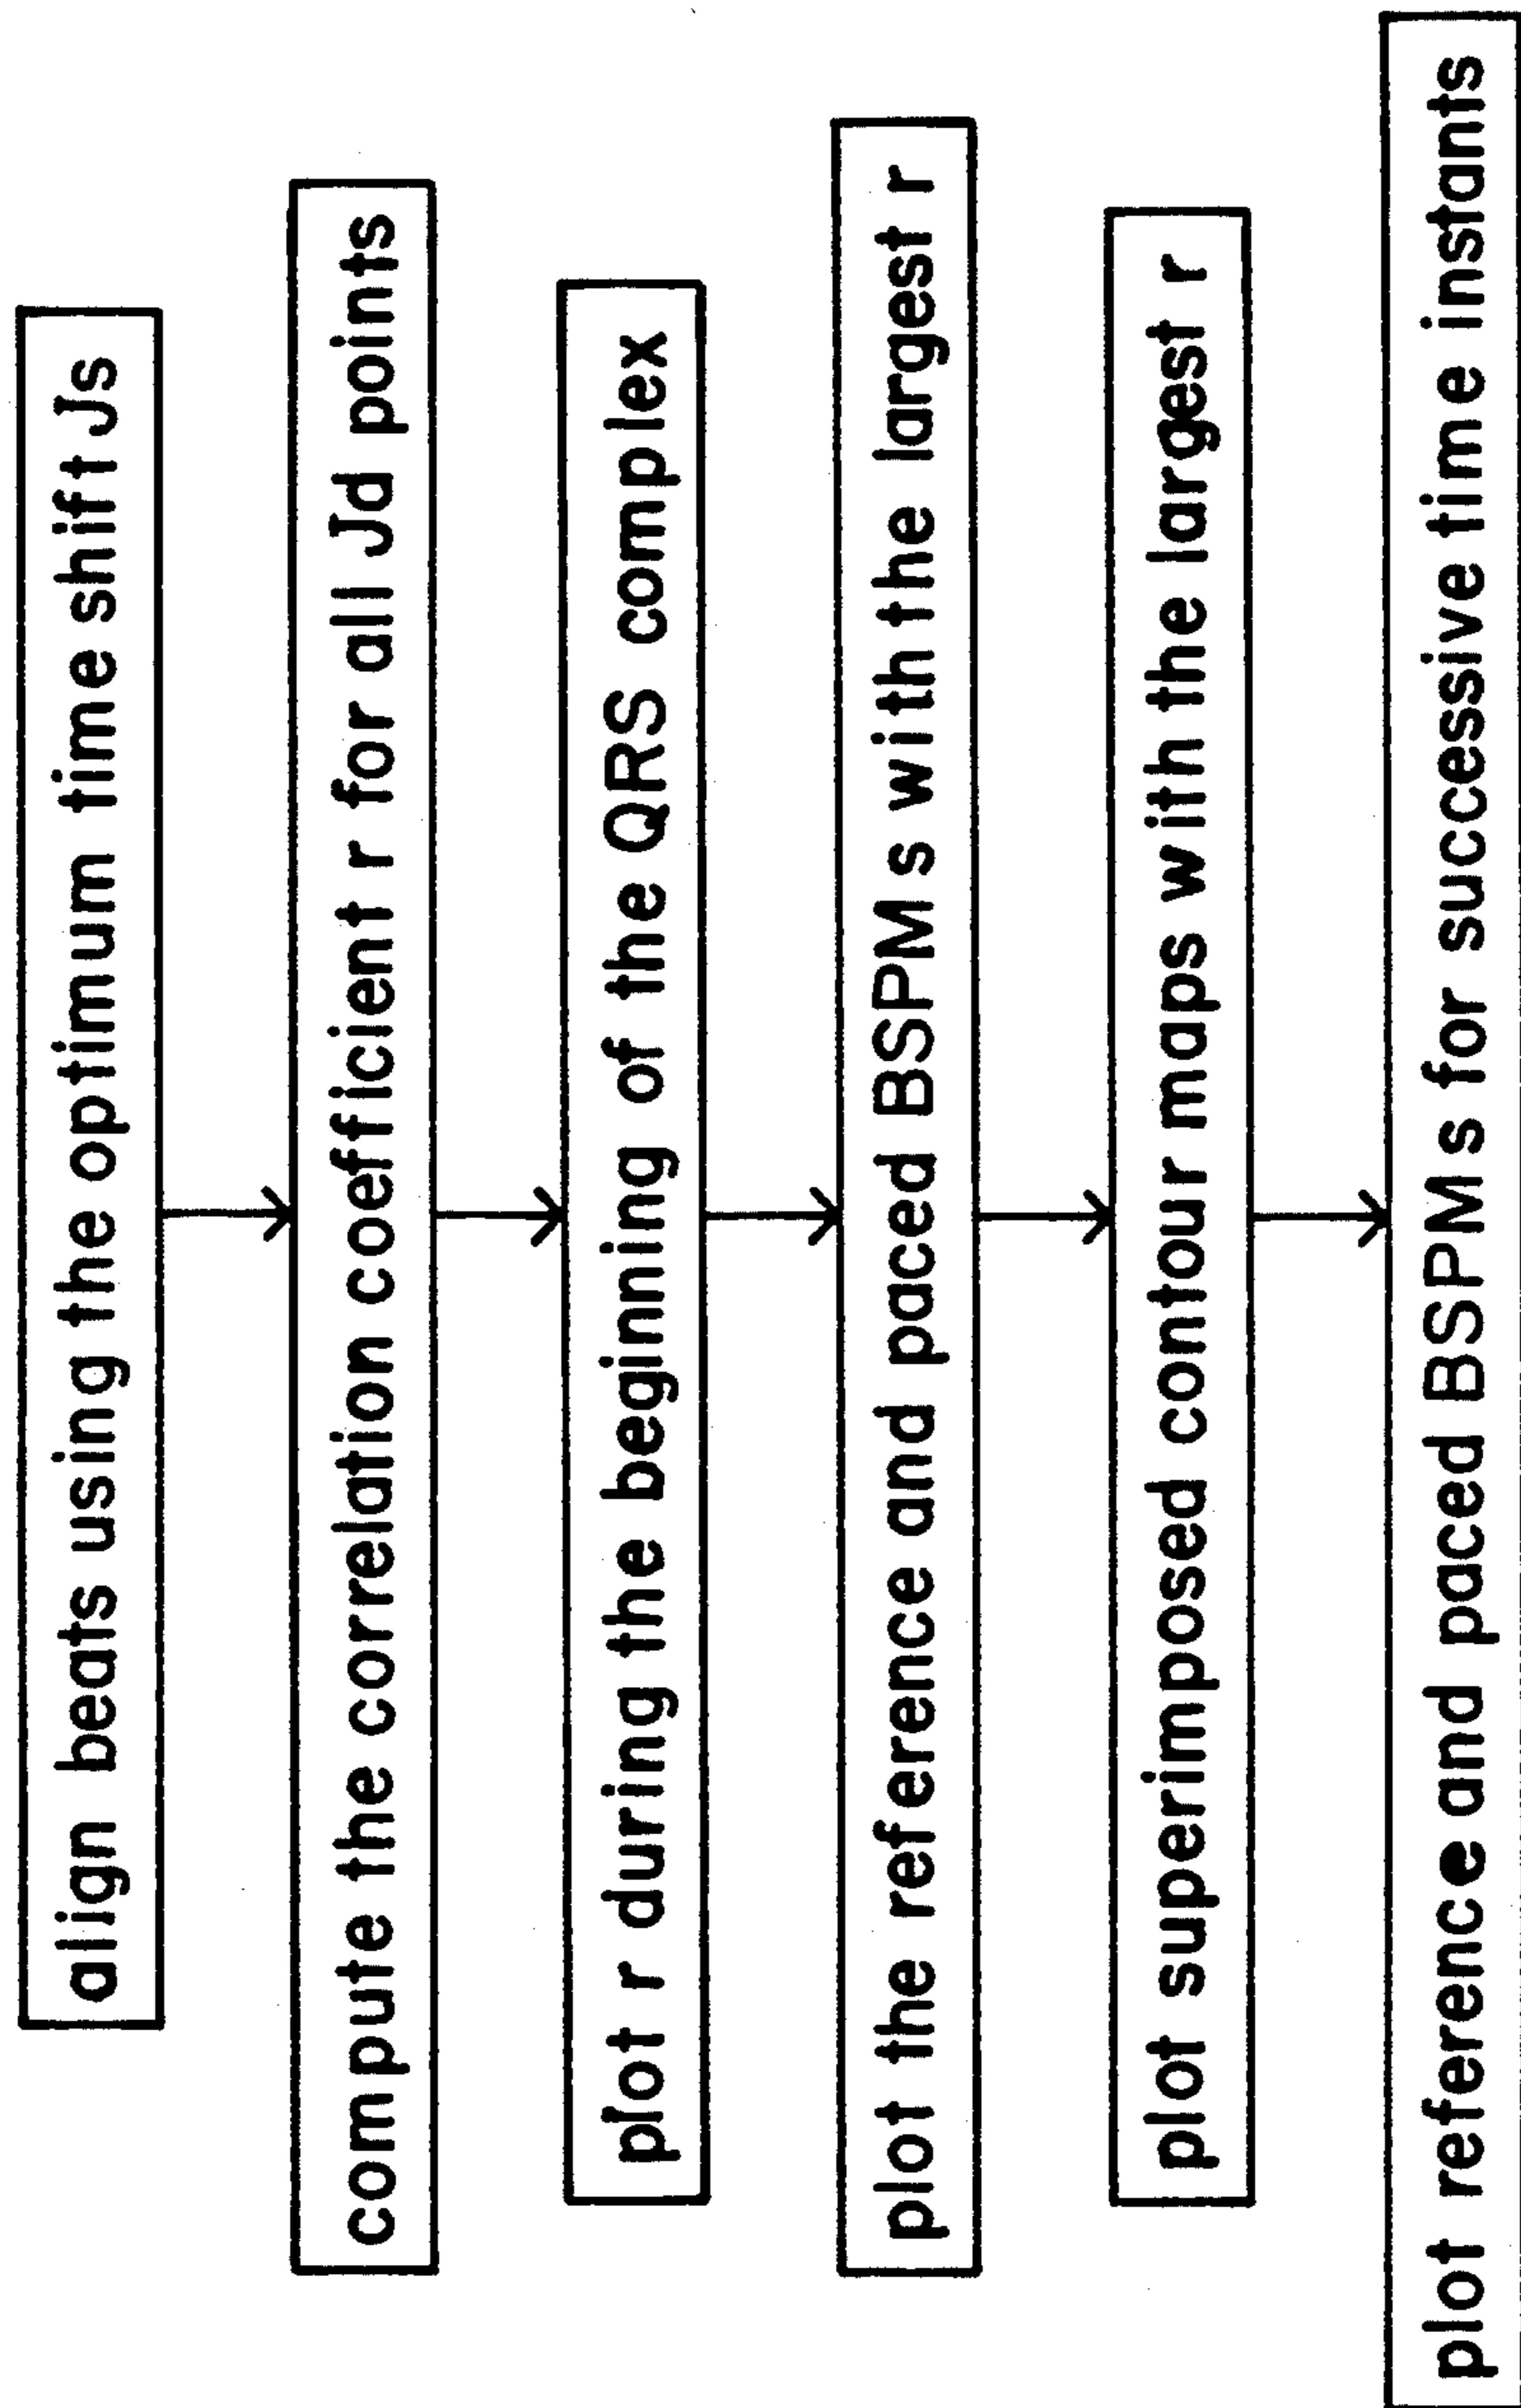 align beats using the optimum time shift Js
compute the correlation coefficient r for all Jd points
plot r during the beginning of the QRS complex
plot the reference and paced BSPMs with the largest r
plot superimposed contour maps with the largest r
plot reference and paced BSPMs for successive time instants